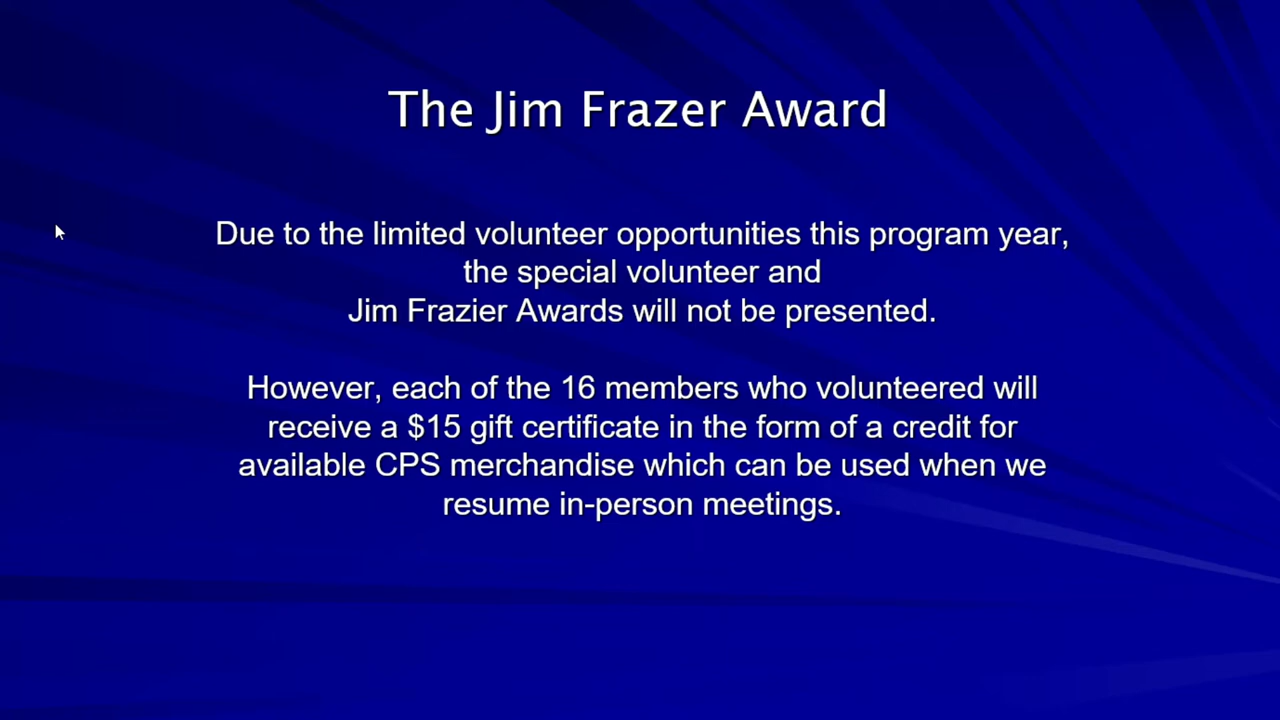 The Jim Frazer Award
Due to the limited volunteer opportunities this program year,
the special volunteer and
Jim Frazier Awards will not be presented.
However, each of the 16 members who volunteered will
receive a $15 gift certificate in the form of a credit for
available CPS merchandise which can be used when we
resume in-person meetings.